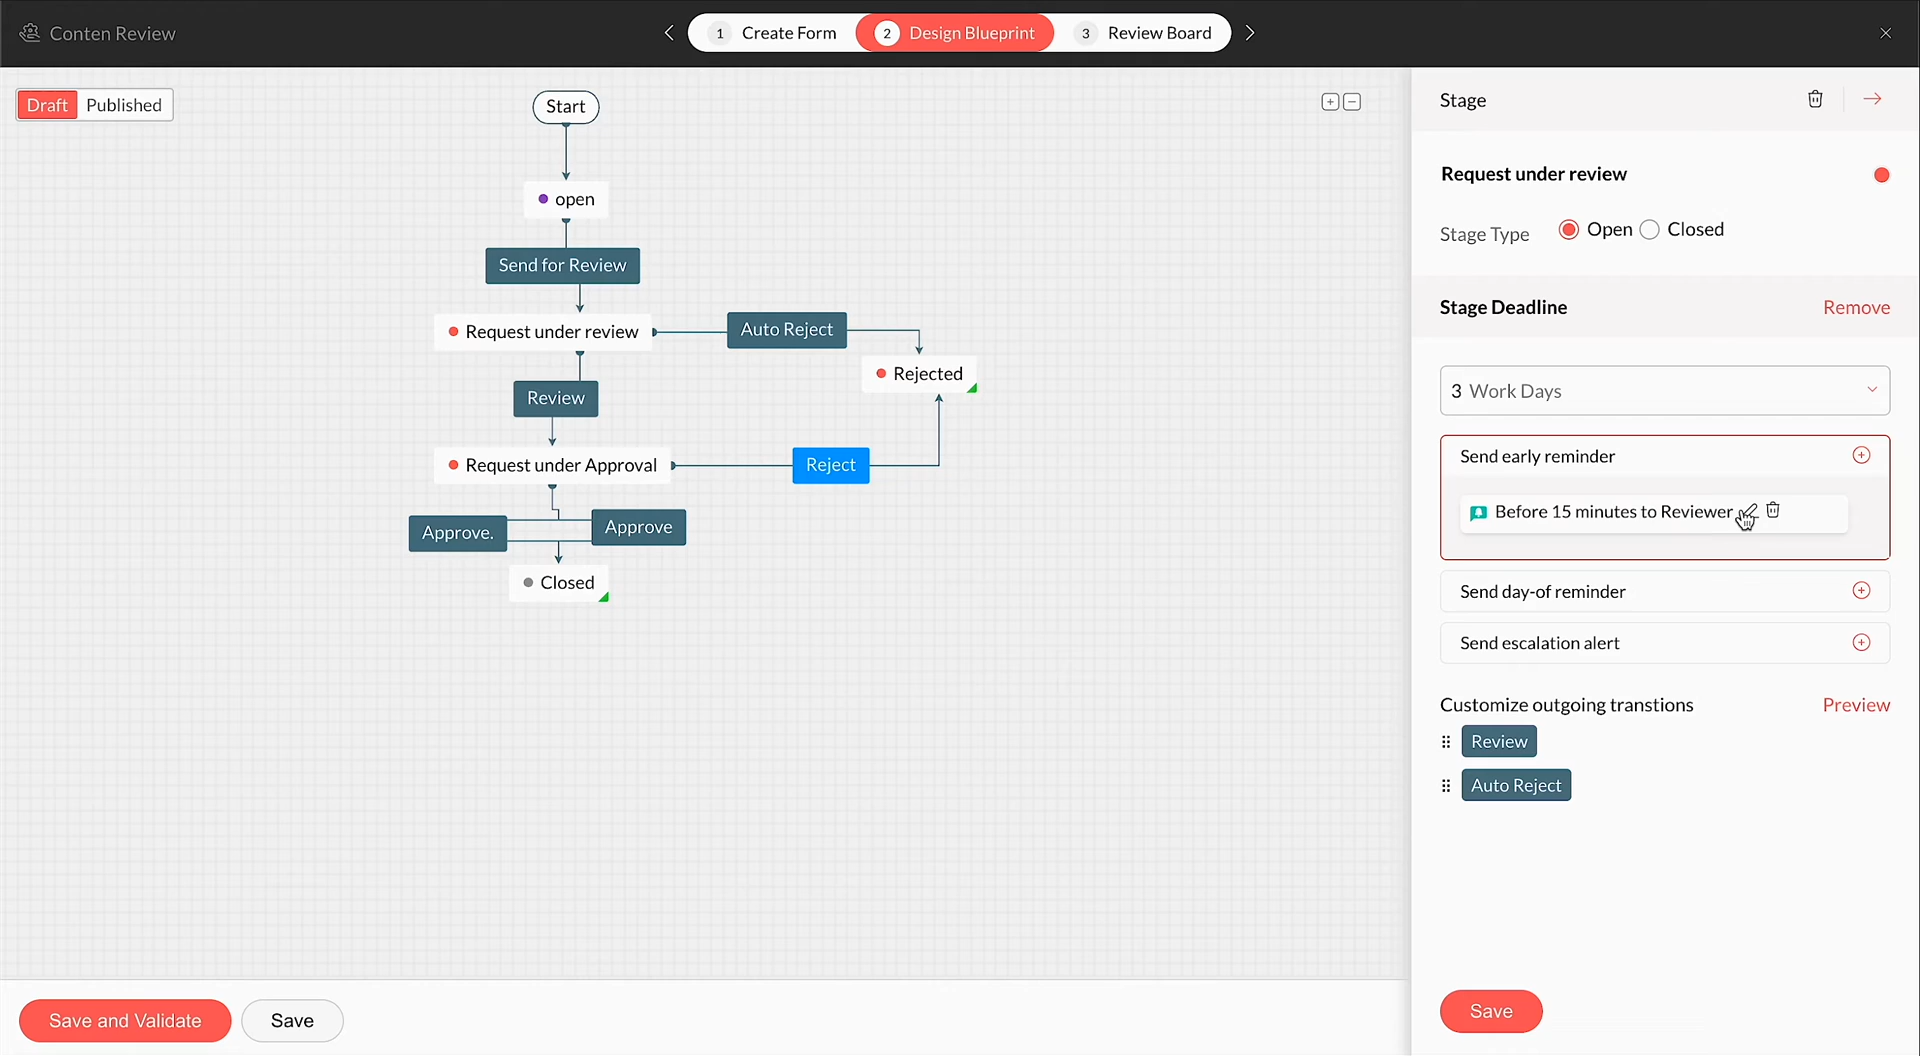 Conten Review
1 Create Form
2 Design Blueprint
3 Review Board
Draft
Published
Start
open
Send for Review
Request under review
Auto Reject
Rejected
Review
Request under Approval
Reject
Approve.
Approve
Closed
Save and Validate
Save
Stage
Request under review
Stage Type
Open
Closed
Stage Deadline
Remove
3 Work Days
Send early reminder
Before 15 minutes to Reviewer
Send day-of reminder
Send escalation alert
Customize outgoing transtions
Preview
Review
Auto Reject
Save